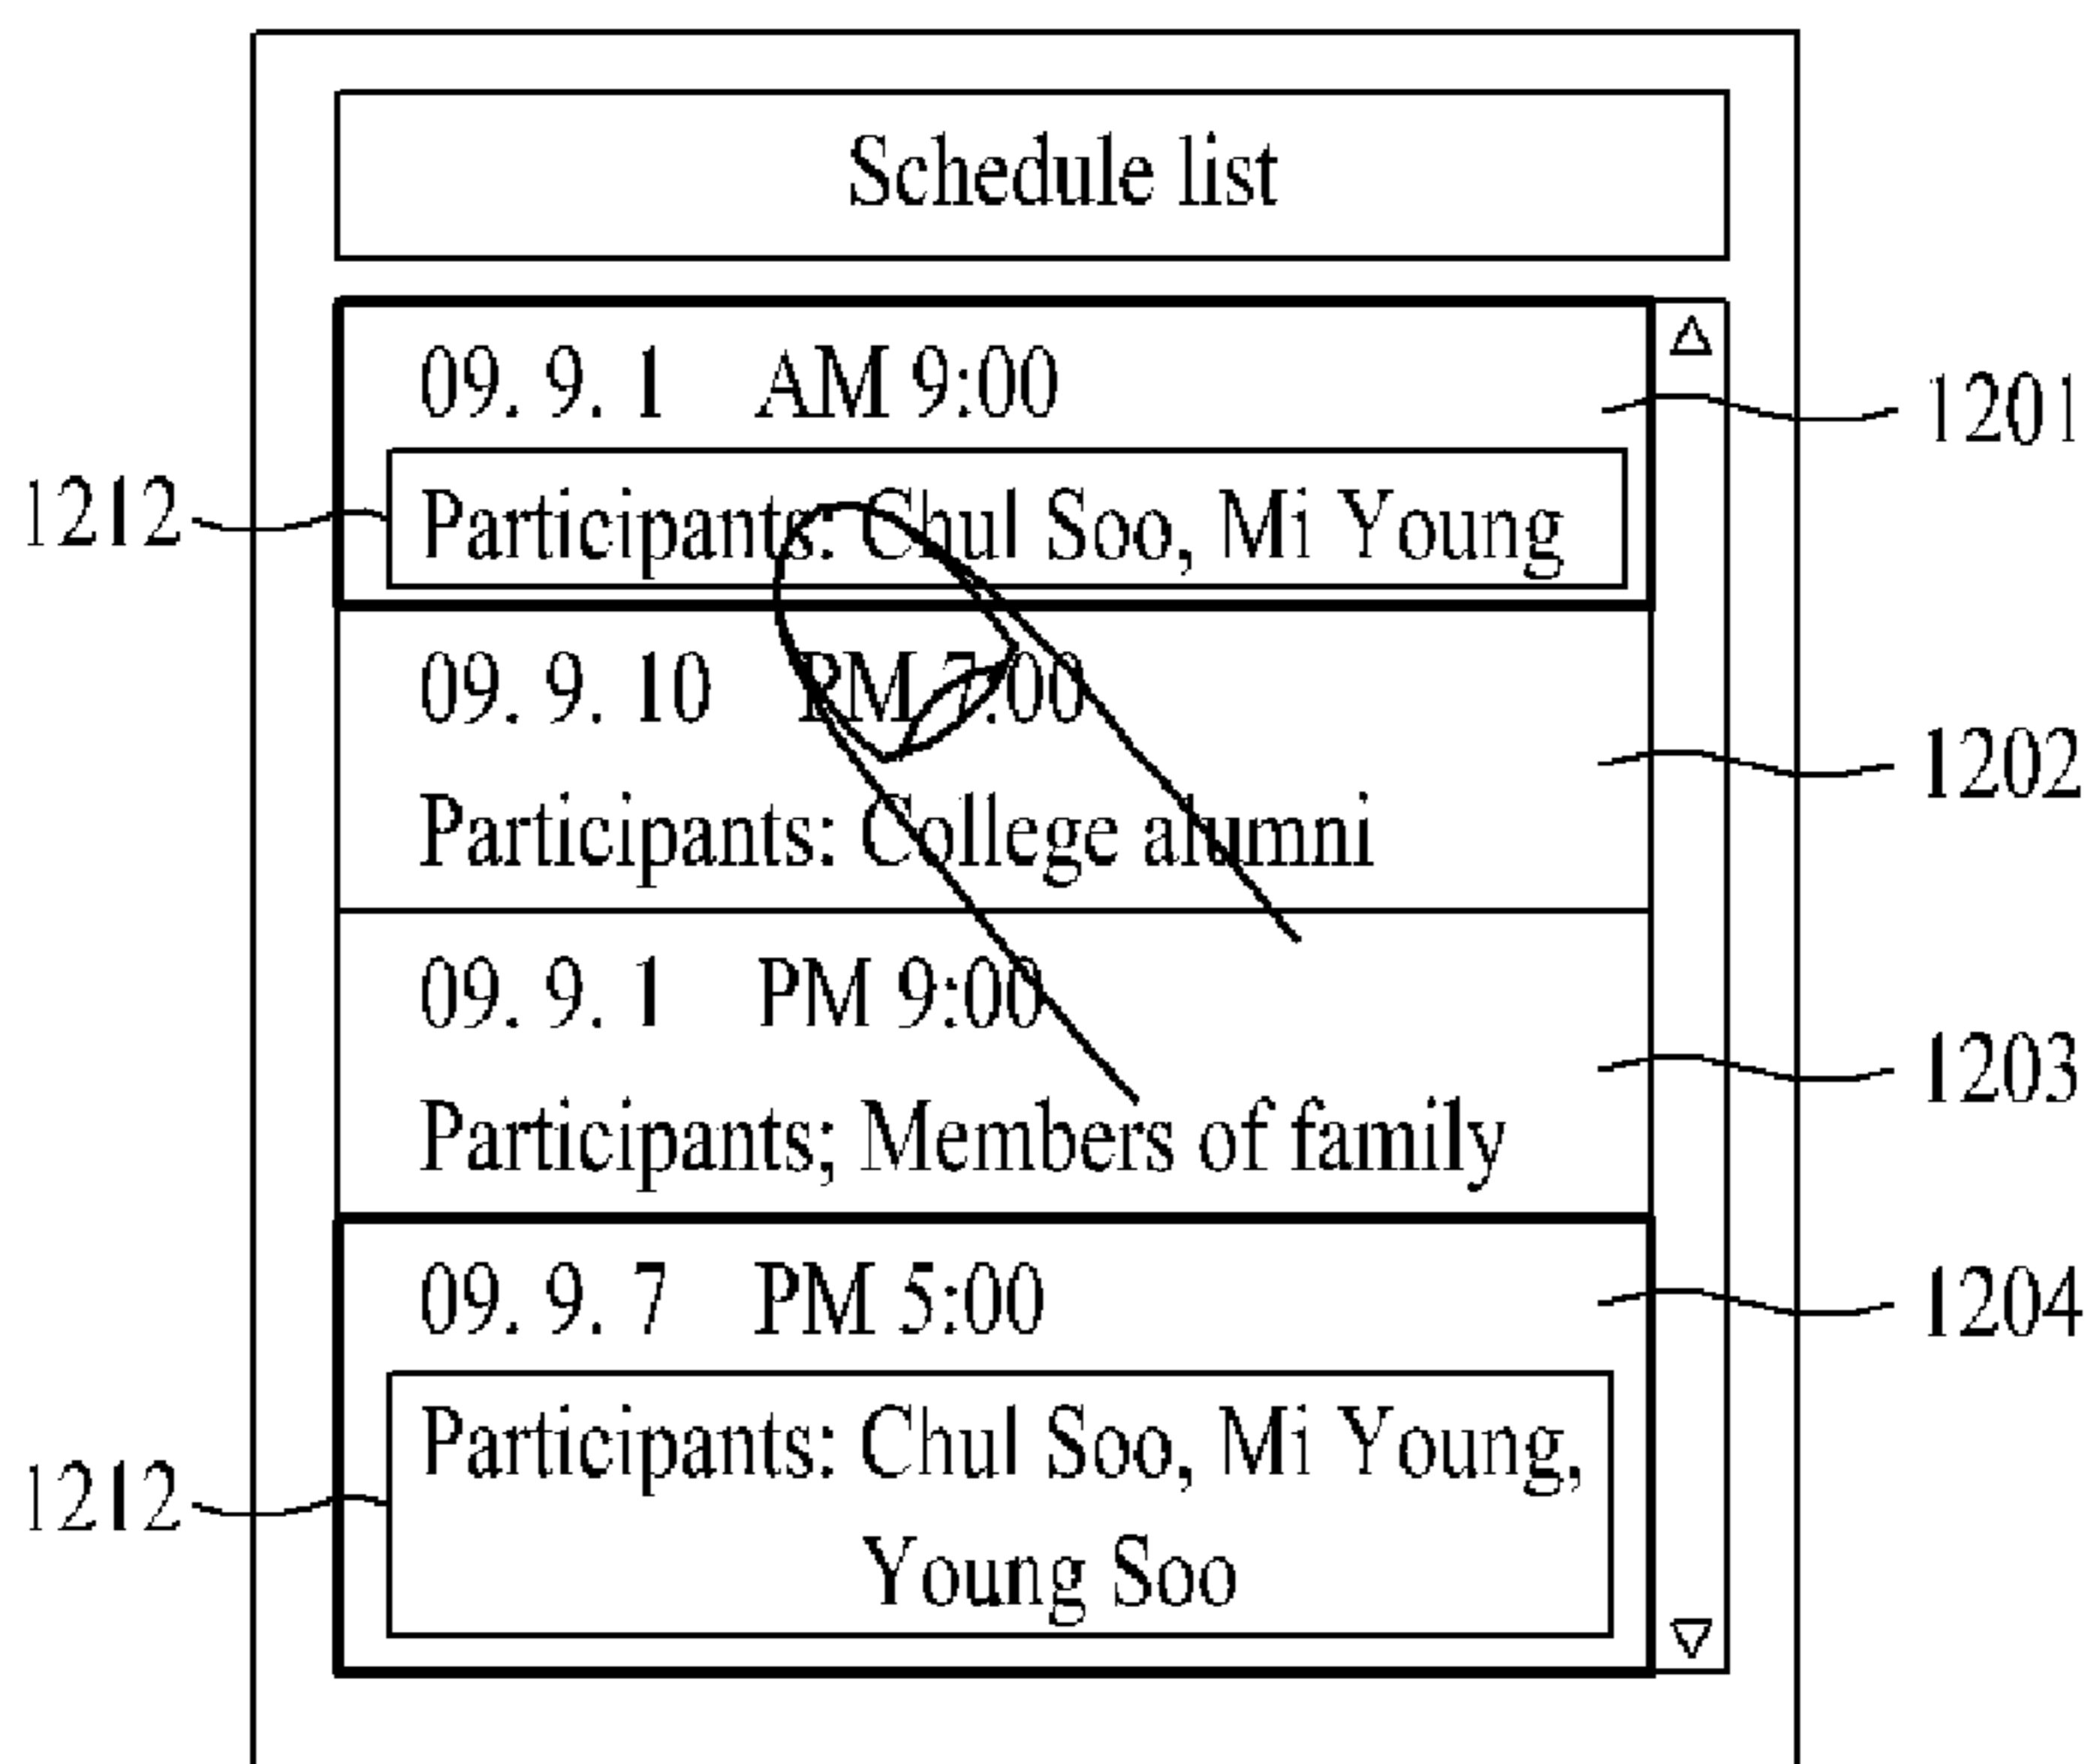 Schedule list
09. 9. 1 AM 9:00
1201
1212
Participants: Chul Soo, Mi Young
09. 9. 10 PM 7:00
1202
Participants: College alumni
09. 9. 1 PM 9:00
1203
Participants; Members of family
09. 9. 7 PM 5:00
1204
Participants: Chul Soo, Mi Young,
1212
Young Soo